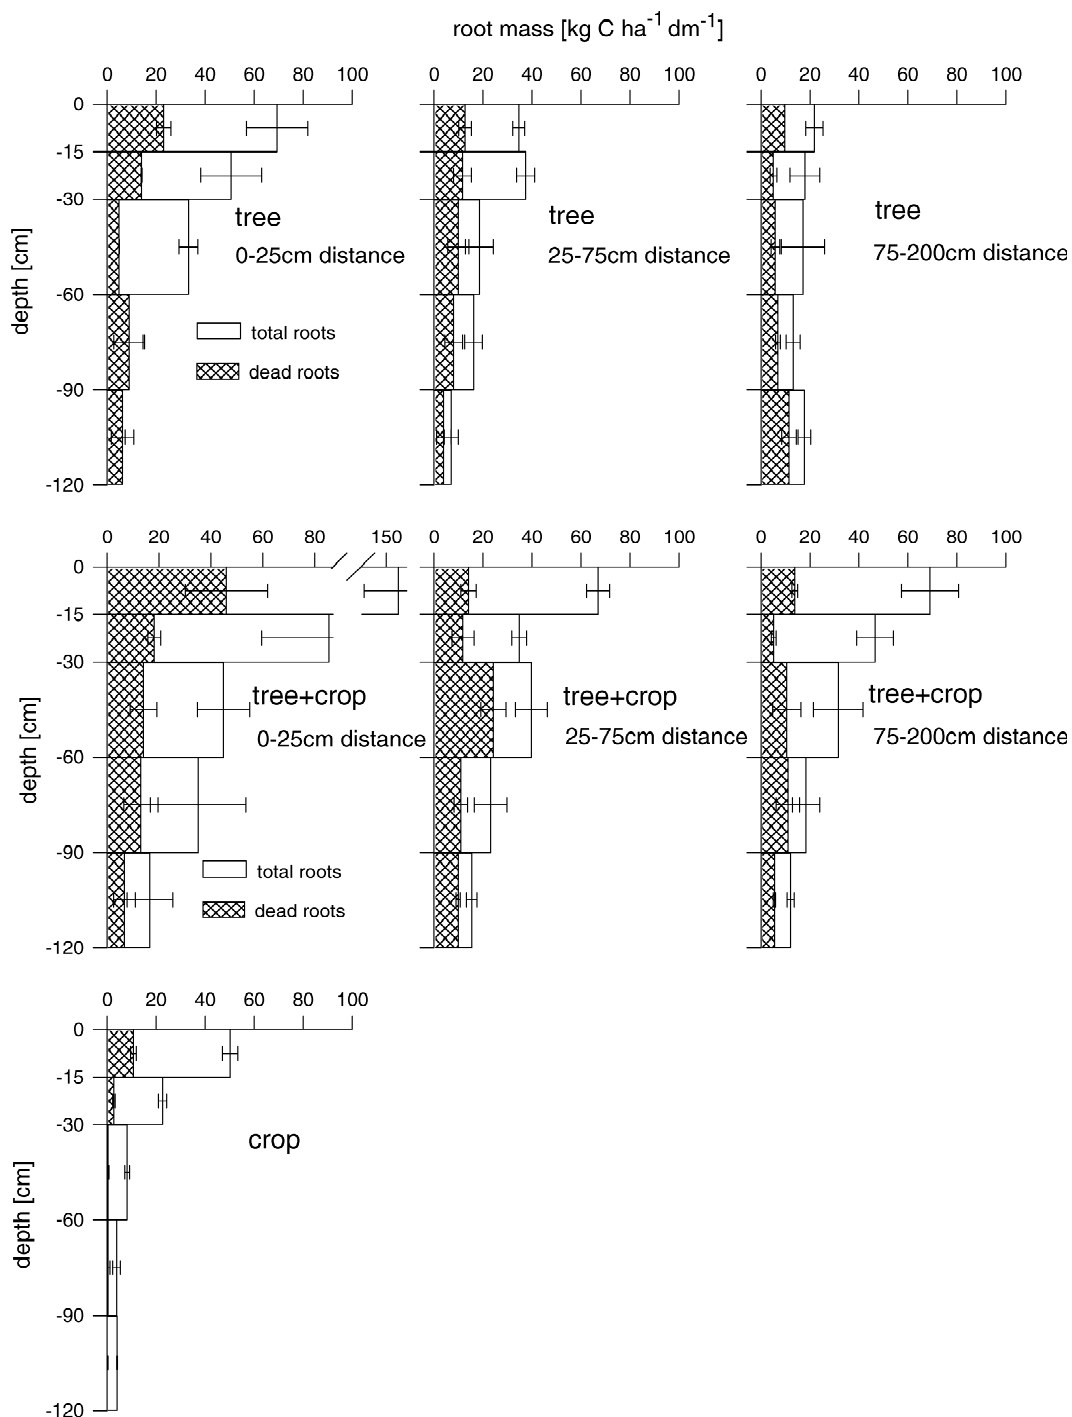 root mass [kg C ha-1 dm-1]
0 20 40 60 80 100 0 20 40 60 80 100 0 20 40 60 80 100
0
-15
-30
-60
-90
-120
depth [cm]
tree
0-25cm distance
total roots
dead roots
tree
25-75cm distance
tree
75-200cm distance
0 20 40 60 80 150 0 20 40 60 80 100 0 20 40 60 80 100
0
-15
-30
-60
-90
-120
depth [cm]
tree+crop
0-25cm distance
total roots
dead roots
tree+crop
25-75cm distance
tree+crop
75-200cm distance
0 20 40 60 80 100
0
-15
-30
-60
-90
-120
depth [cm]
crop